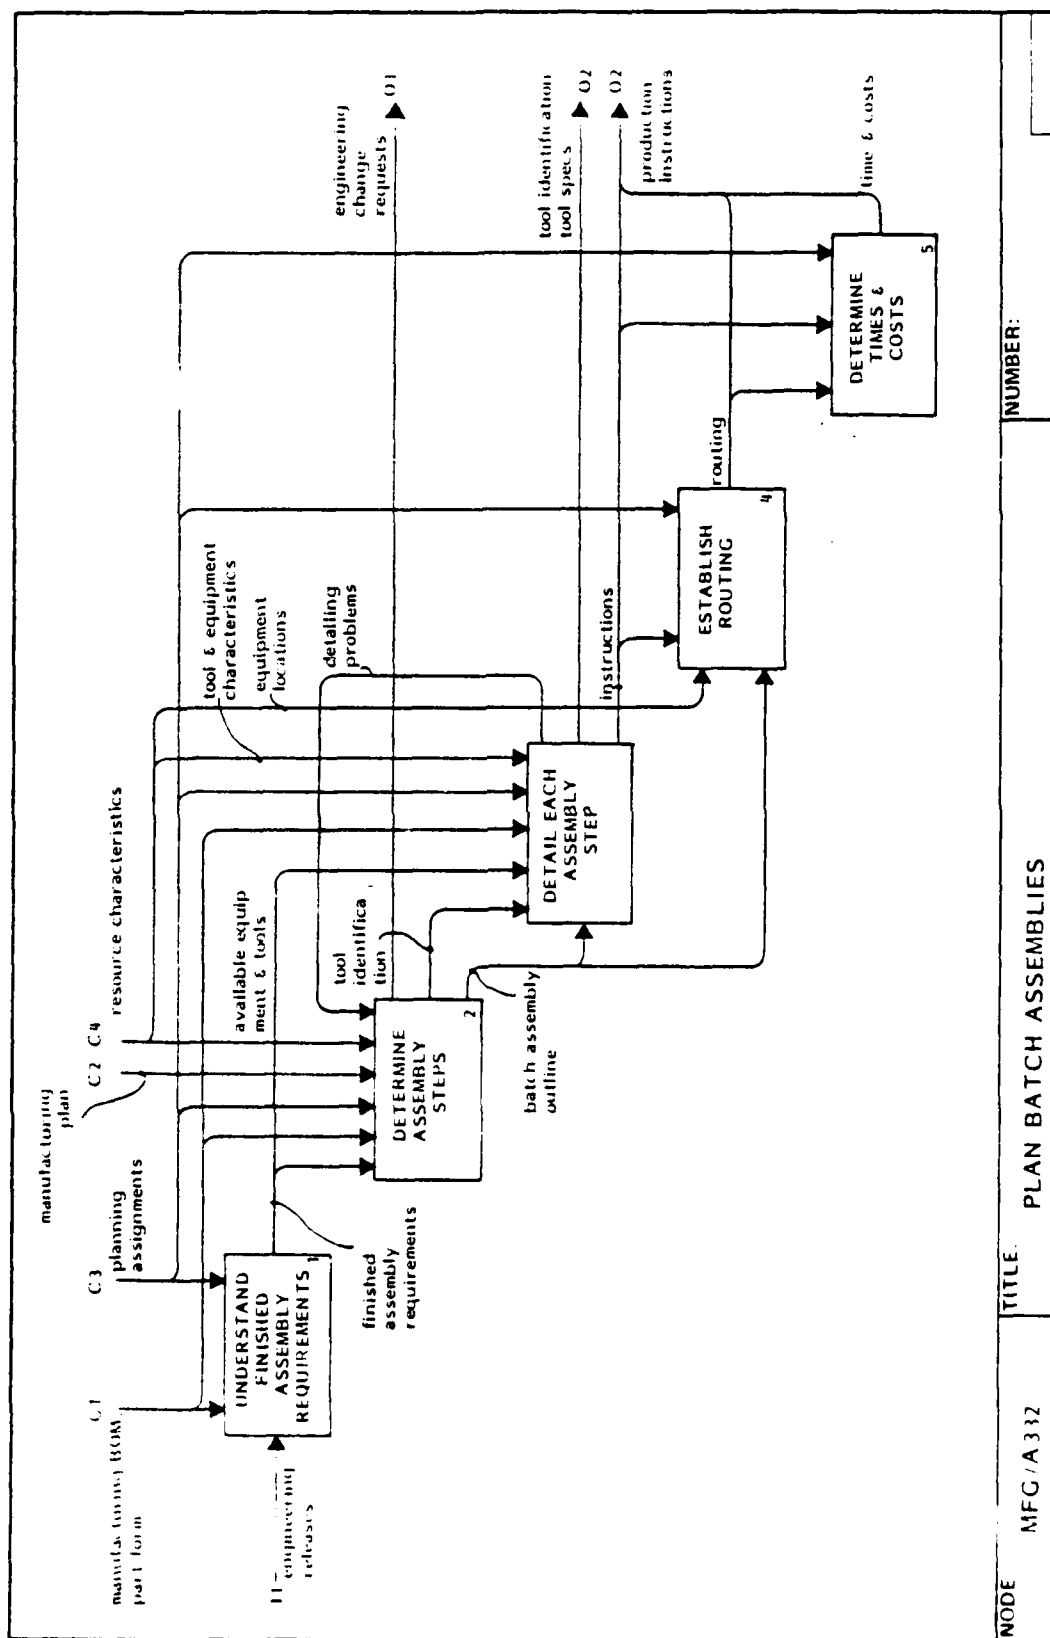 C1
manufacturing BOM,
part form
C3
planning
assignments
manufactoring
plan
C2
C4
resource characteristics
I1
engineering
releases
UNDERSTAND
FINISHED
ASSEMBLY
REQUIREMENTS
1
finished
assembly
requirements
available equip
ment & tools
tool
identifica
tion
DETERMINE
ASSEMBLY
STEPS
2
batch assembly
outline
tool & equipment
characteristics
equipment
locations
detailing
problems
DETAIL EACH
ASSEMBLY
STEP
instructions
ESTABLISH
ROUTING
4
routing
DETERMINE
TIMES &
COSTS
5
engineering
change
requests
O1
tool identification
tool specs
O2
O2
production
instructions
time & costs
NODE
MFG/A332
TITLE:
PLAN BATCH ASSEMBLIES
NUMBER: